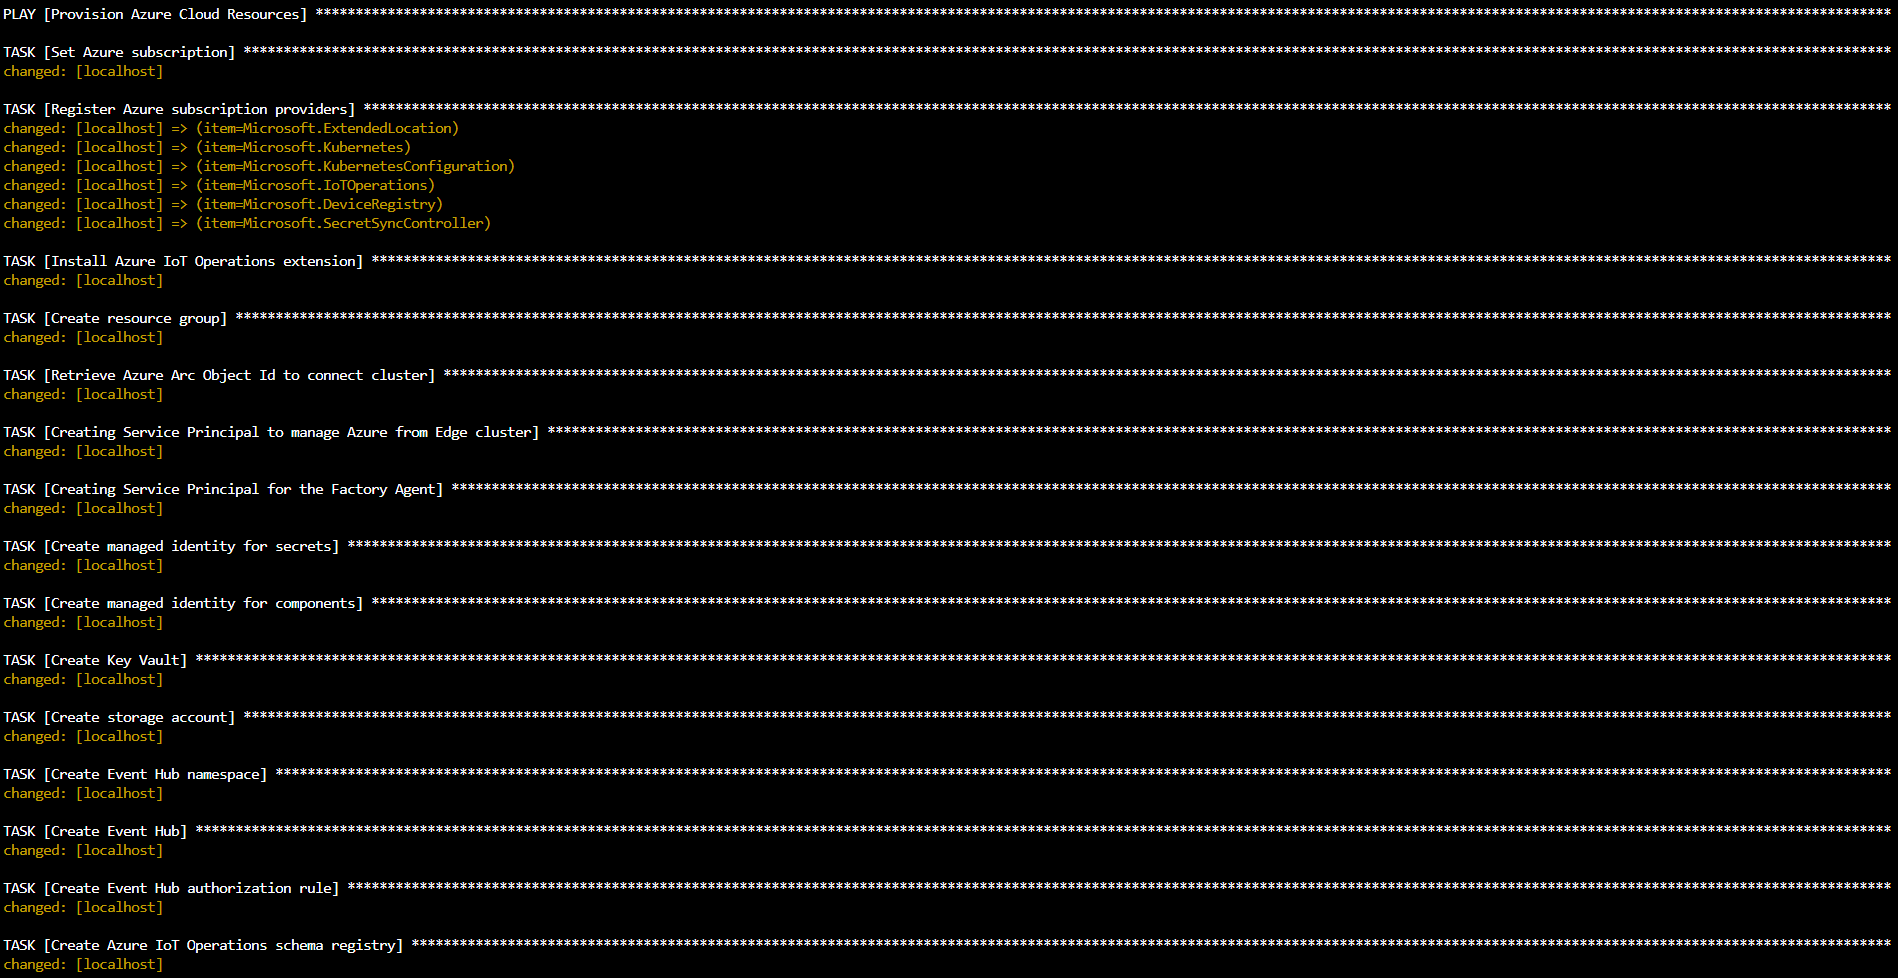 PLAY [Provision Azure Cloud Resources] ****************************************************************************************************************************************************************************************************
TASK [Set Azure subscription] *************************************************************************************************************************************************************************************************************
changed: [localhost]
TASK [Register Azure subscription providers] **********************************************************************************************************************************************************************************************
changed: [localhost] => (item=Microsoft.ExtendedLocation)
changed: [localhost] => (item=Microsoft.Kubernetes)
changed: [localhost] => (item=Microsoft.KubernetesConfiguration)
changed: [localhost] => (item=Microsoft.IoTOperations)
changed: [localhost] => (item=Microsoft.DeviceRegistry)
changed: [localhost] => (item=Microsoft.SecretSyncController)
TASK [Install Azure IoT Operations extension] *********************************************************************************************************************************************************************************************
changed: [localhost]
TASK [Create resource group] **************************************************************************************************************************************************************************************************************
changed: [localhost]
TASK [Retrieve Azure Arc Object Id to connect cluster] ************************************************************************************************************************************************************************************
changed: [localhost]
TASK [Creating Service Principal to manage Azure from Edge cluster] ***********************************************************************************************************************************************************************
changed: [localhost]
TASK [Creating Service Principal for the Factory Agent] ***********************************************************************************************************************************************************************************
changed: [localhost]
TASK [Create managed identity for secrets] ************************************************************************************************************************************************************************************************
changed: [localhost]
TASK [Create managed identity for components] *********************************************************************************************************************************************************************************************
changed: [localhost]
TASK [Create Key Vault] *******************************************************************************************************************************************************************************************************************
changed: [localhost]
TASK [Create storage account] *************************************************************************************************************************************************************************************************************
changed: [localhost]
TASK [Create Event Hub namespace] *********************************************************************************************************************************************************************************************************
changed: [localhost]
TASK [Create Event Hub] *******************************************************************************************************************************************************************************************************************
changed: [localhost]
TASK [Create Event Hub authorization rule] ************************************************************************************************************************************************************************************************
changed: [localhost]
TASK [Create Azure IoT Operations schema registry] ****************************************************************************************************************************************************************************************
changed: [localhost]